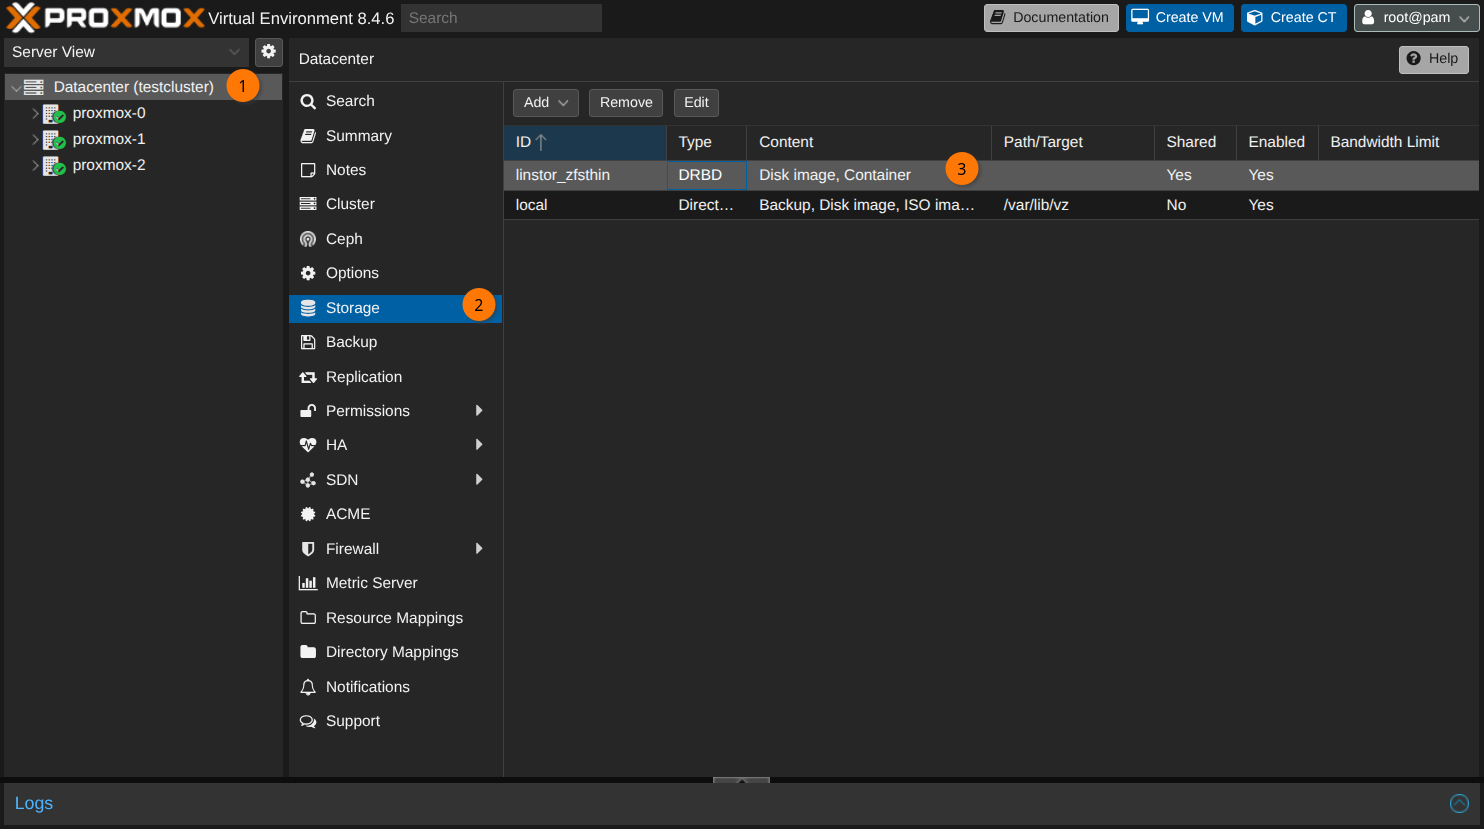 PROXMOX Virtual Environment 8.4.6 Search Documentation Create VM Create CT root@pam
Server View
Datacenter (testcluster) 1
proxmox-0
proxmox-1
proxmox-2
Datacenter Help
Search
Summary
Notes
Cluster
Ceph
Options
Storage 2
Backup
Replication
Permissions
HA
SDN
ACME
Firewall
Metric Server
Resource Mappings
Directory Mappings
Notifications
Support
Add Remove Edit
ID Type Content Path/Target Shared Enabled Bandwidth Limit
linstor_zfsthin DRBD Disk image, Container 3 Yes Yes
local Direct… Backup, Disk image, ISO ima… /var/lib/vz No Yes
Logs